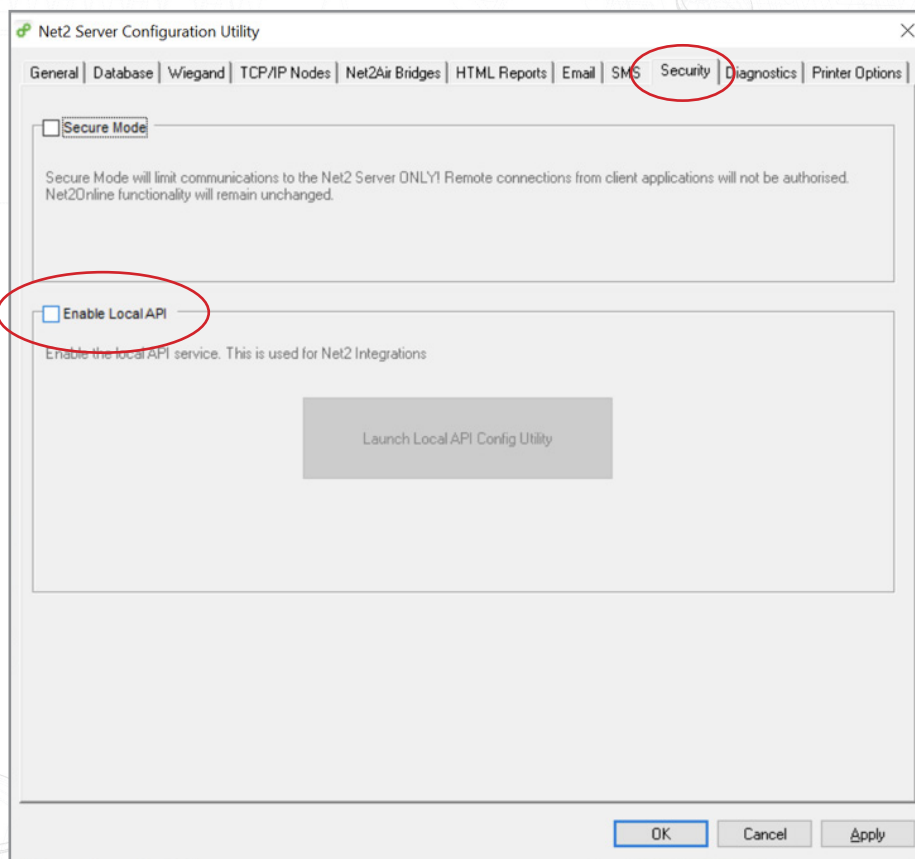 Net2 Server Configuration Utility
General Database Wiegand TCP/IP Nodes Net2Air Bridges HTML Reports Email SMS Security Diagnostics Printer Options
Secure Mode
Secure Mode will limit communications to the Net2 Server ONLY! Remote connections from client applications will not be authorised.
Net2Online functionality will remain unchanged.
Enable Local API
Enable the local API service. This is used for Net2 Integrations
Launch Local API Config Utility
OK Cancel Apply